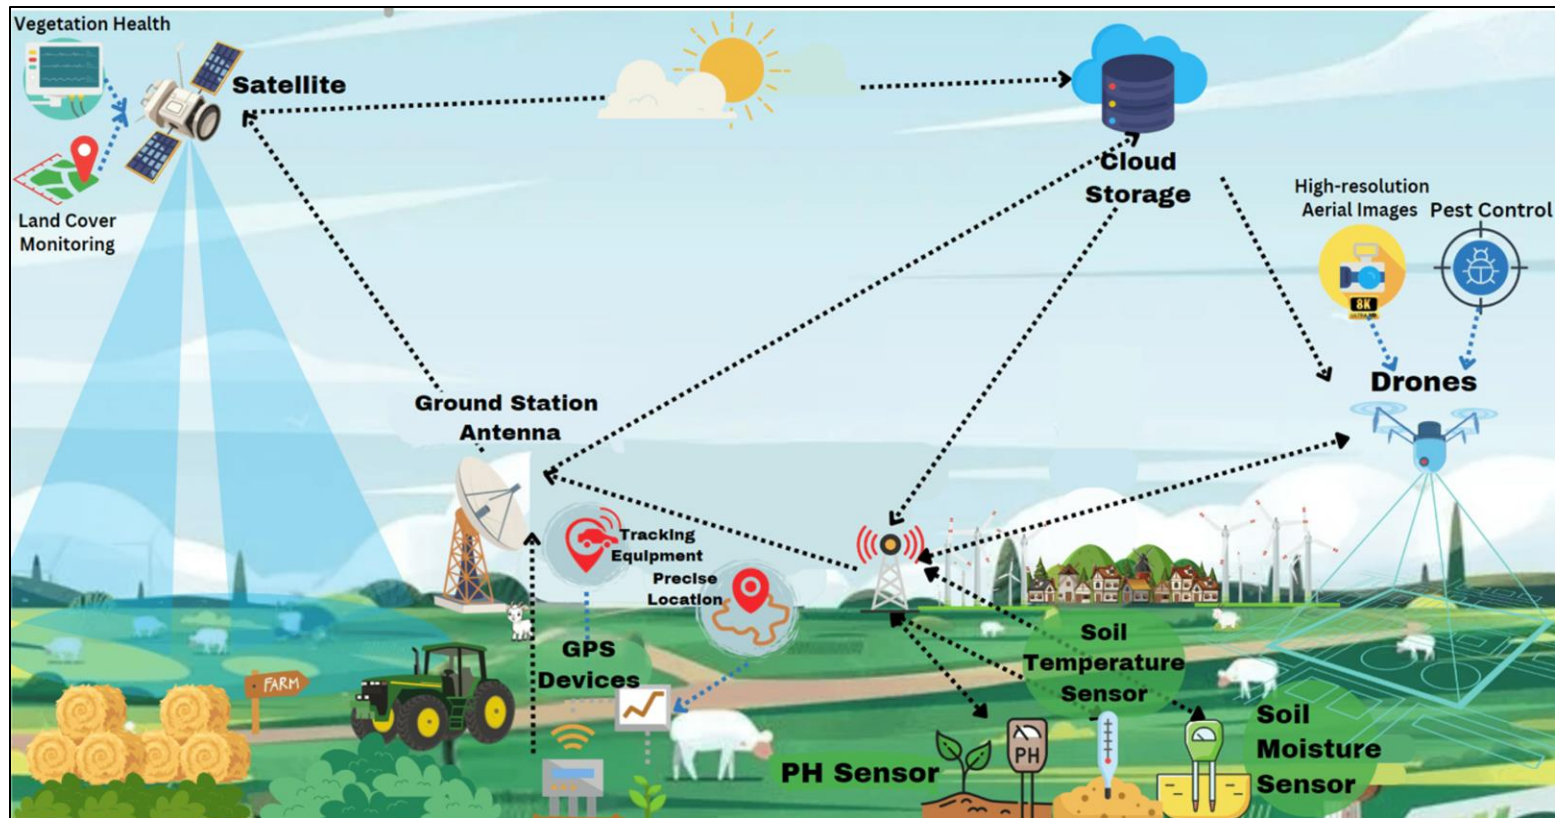 Vegetation Health
Satellite
Land Cover
Monitoring
Cloud
Storage
High-resolution
Aerial Images
Pest Control
8K
Drones
Ground Station
Antenna
Tracking
Equipment
Precise
Location
GPS
Devices
FARM
Soil
Temperature
Sensor
PH Sensor
PH
Soil
Moisture
Sensor